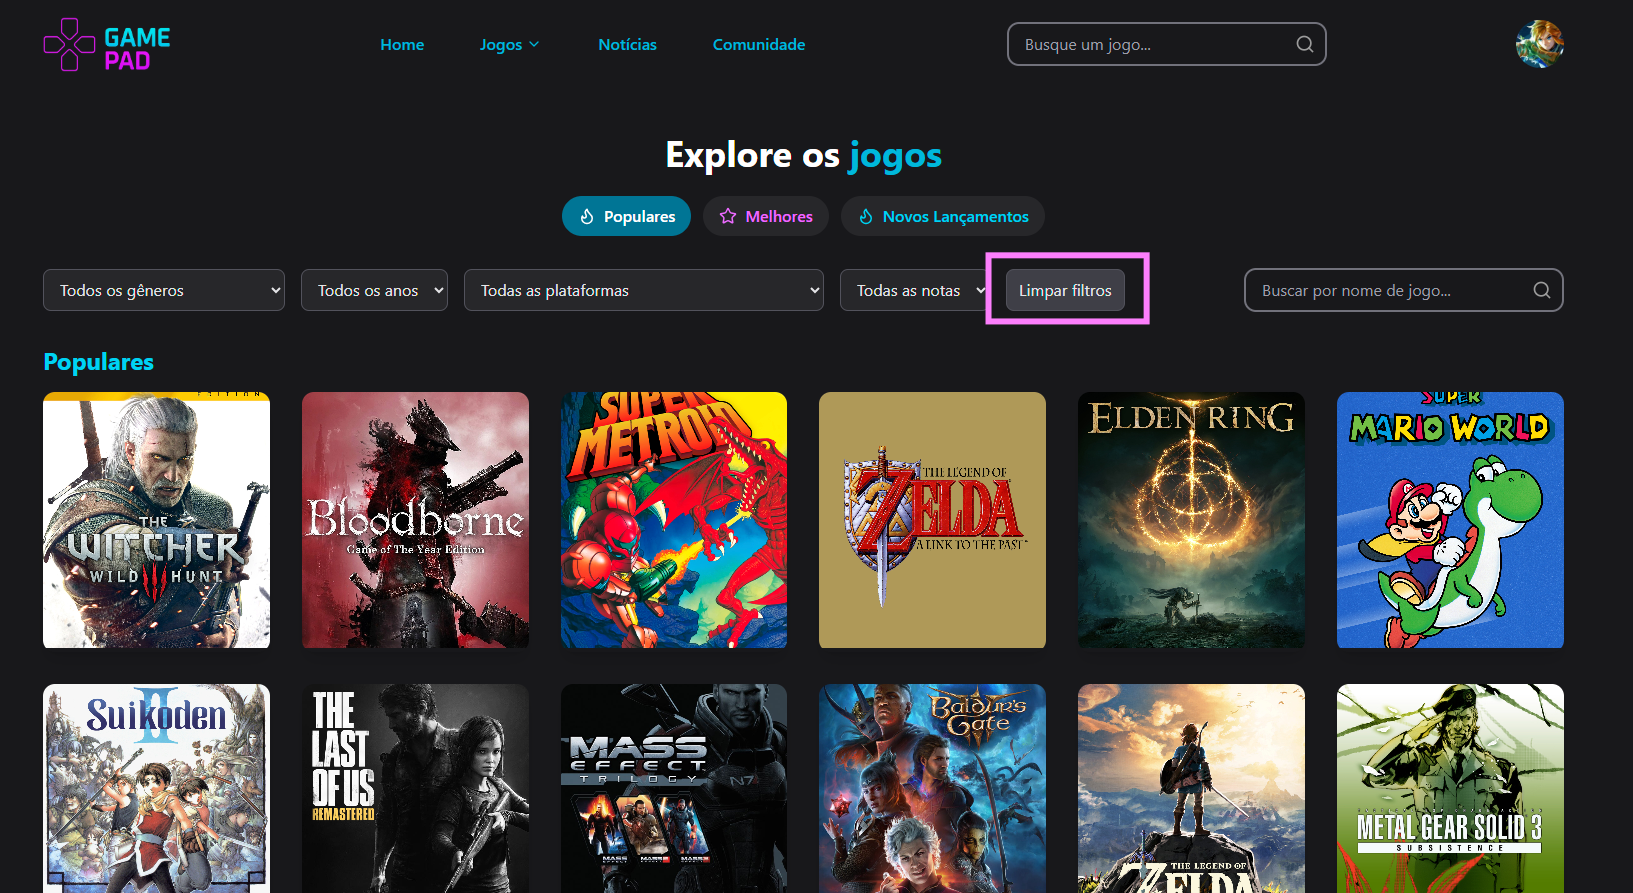 GAME
PAD
Home
Jogos
Notícias
Comunidade
Busque um jogo...
Explore os jogos
Populares
Melhores
Novos Lançamentos
Todos os gêneros
Todos os anos
Todas as plataformas
Todas as notas
Limpar filtros
Buscar por nome de jogo...
Populares
EDITION
THE
WITCHER
WILD HUNT
Bloodborne
Game of The Year Edition
SUPER
METROID
THE LEGEND OF
ZELDA
A LINK TO THE PAST
ELDEN RING
SUPER
MARIO WORLD
Suikoden
II
THE
LAST
OF US
REMASTERED
MASS
EFFECT
TRILOGY
N7
Baldur's
Gate
THE LEGEND OF
ZELDA
METAL GEAR SOLID 3
SUBSISTENCE